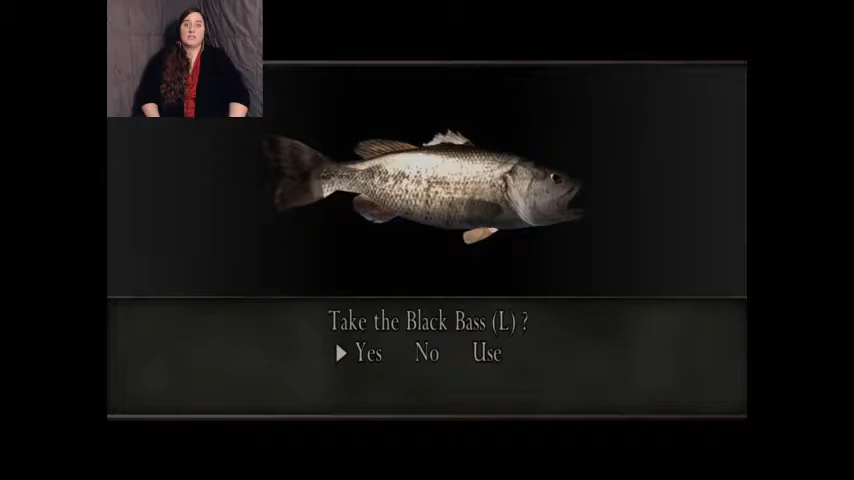 Take the Black Bass (L) ?
Yes No Use